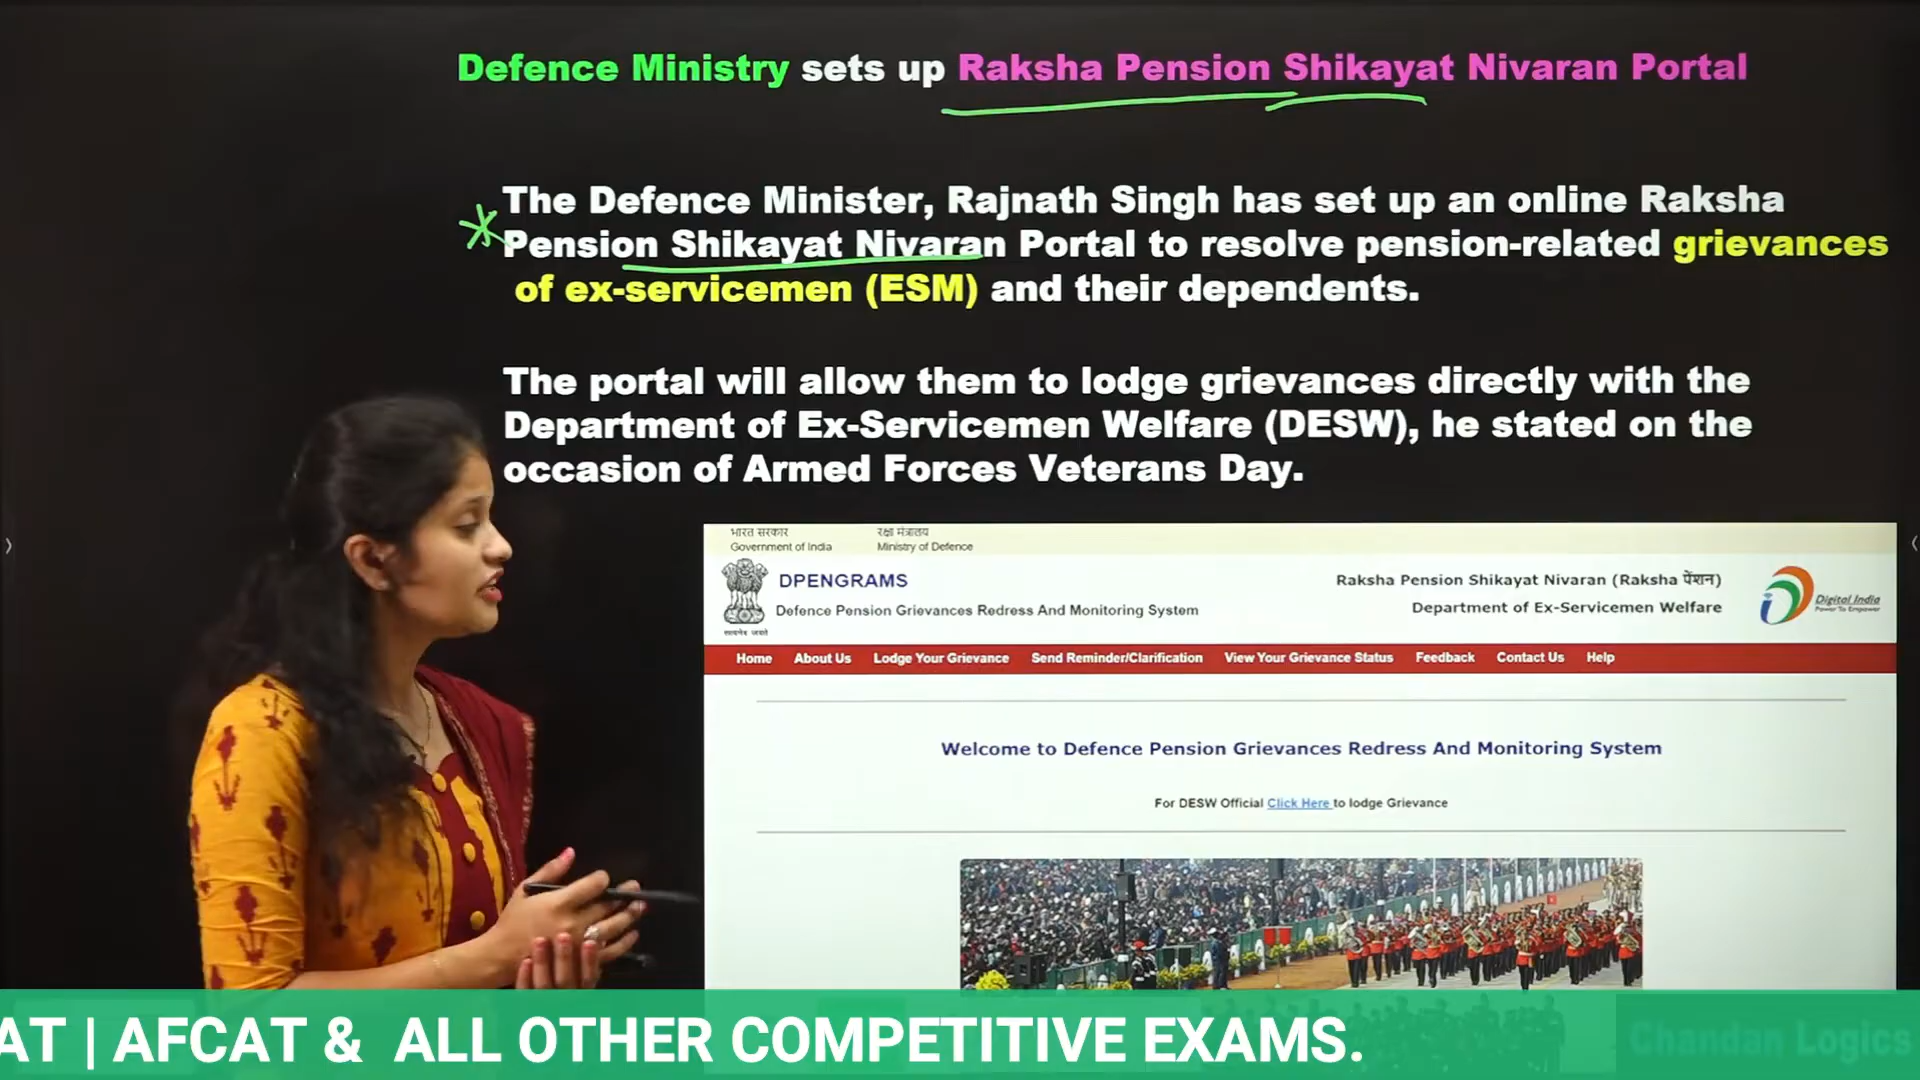 Defence Ministry sets up Raksha Pension Shikayat Nivaran Portal
The Defence Minister, Rajnath Singh has set up an online Raksha
Pension Shikayat Nivaran Portal to resolve pension-related grievances
of ex-servicemen (ESM) and their dependents.
The portal will allow them to lodge grievances directly with the
Department of Ex-Servicemen Welfare (DESW), he stated on the
occasion of Armed Forces Veterans Day.
भारत सरकार रक्षा मंत्रालय
Government of India Ministry of Defence
DPENGRAMS
Defence Pension Grievances Redress And Monitoring System
सत्यमेव जयते
Raksha Pension Shikayat Nivaran (Raksha पेंशन)
Department of Ex-Servicemen Welfare
Digital India
Power To Empower
Home About Us Lodge Your Grievance Send Reminder/Clarification View Your Grievance Status Feedback Contact Us Help
Welcome to Defence Pension Grievances Redress And Monitoring System
For DESW Official Click Here to lodge Grievance
AT | AFCAT & ALL OTHER COMPETITIVE EXAMS.
Chandan Logics